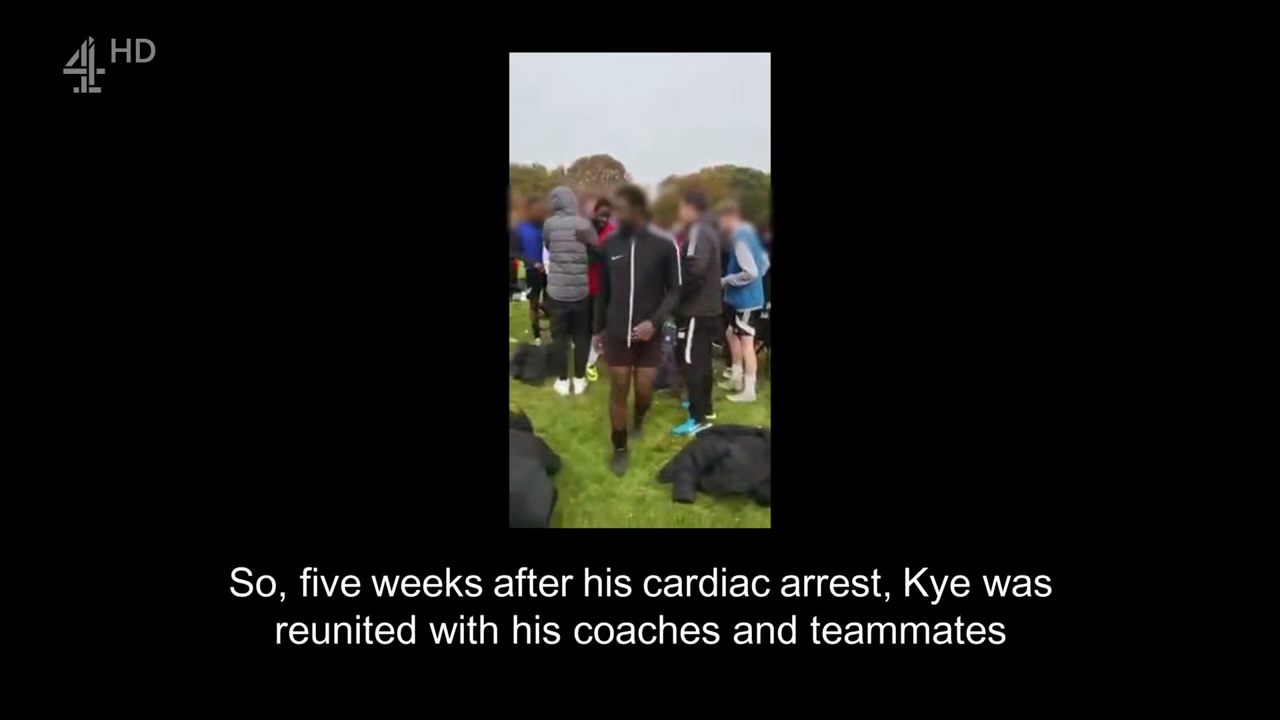 4 HD
So, five weeks after his cardiac arrest, Kye was
reunited with his coaches and teammates